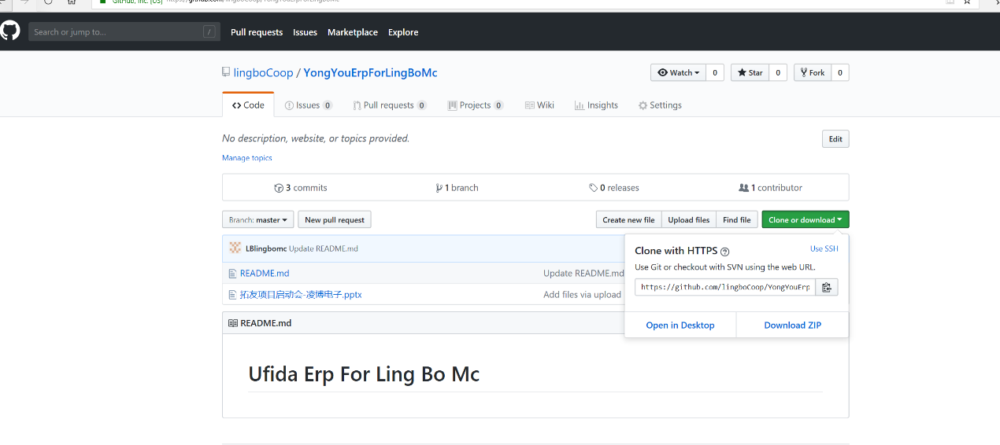 GitHub, Inc. [US] https://github.com/lingboCoop/YongYouErpForLingBoMc
Search or jump to... /
Pull requests Issues Marketplace Explore
lingboCoop / YongYouErpForLingBoMc
Watch 0 Star 0 Fork 0
Code Issues 0 Pull requests 0 Projects 0 Wiki Insights Settings
No description, website, or topics provided. Edit
Manage topics
3 commits 1 branch 0 releases 1 contributor
Branch: master New pull request Create new file Upload files Find file Clone or download
LBlingbomc Update README.md
README.md Update README.md
拓友项目启动会-凌博电子.pptx Add files via upload
Clone with HTTPS ? Use SSH
Use Git or checkout with SVN using the web URL.
https://github.com/lingboCoop/YongYouErp
Open in Desktop Download ZIP
README.md
Ufida Erp For Ling Bo Mc